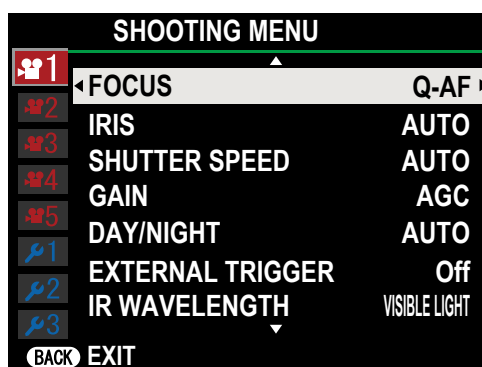 SHOOTING MENU
1
FOCUS Q-AF
2
IRIS AUTO
3
SHUTTER SPEED AUTO
4
GAIN AGC
5
DAY/NIGHT AUTO
1
EXTERNAL TRIGGER Off
2
IR WAVELENGTH VISIBLE LIGHT
3
BACK EXIT